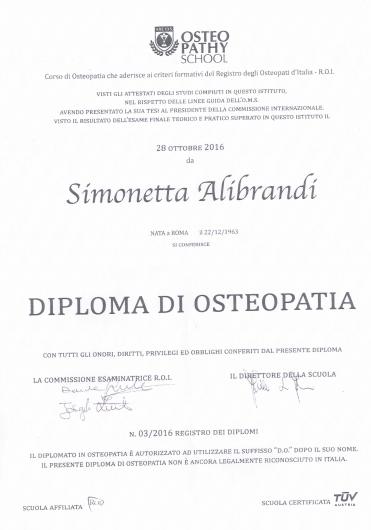 OSTEO
PATHY
SCHOOL
Corso di Osteopatia che aderisce ai criteri formativi del Registro degli Osteopati d'Italia - R.O.I.
VISTI GLI ATTESTATI DEGLI STUDI COMPIUTI IN QUESTO ISTITUTO,
NEL RISPETTO DELLE LINEE GUIDA DELL'O.M.S.
AVENDO PRESENTATO LA SUA TESI AL PRESIDENTE DELLA COMMISSIONE INTERNAZIONALE.
VISTO IL RISULTATO DELL'ESAME FINALE TEORICO E PRATICO SUPERATO IN QUESTO ISTITUTO IL
28 OTTOBRE 2016
da
Simonetta Alibrandi
NATA a ROMA il 22/12/1963
SI CONFERISCE
DIPLOMA DI OSTEOPATIA
CON TUTTI GLI ONORI, DIRITTI, PRIVILEGI ED OBBLIGHI CONFERITI DAL PRESENTE DIPLOMA
LA COMMISSIONE ESAMINATRICE R.O.I.
IL DIRETTORE DELLA SCUOLA
N. 03/2016 REGISTRO DEI DIPLOMI
IL DIPLOMATO IN OSTEOPATIA È AUTORIZZATO AD UTILIZZARE IL SUFFISSO "D.O." DOPO IL SUO NOME.
IL PRESENTE DIPLOMA DI OSTEOPATIA NON È ANCORA LEGALMENTE RICONOSCIUTO IN ITALIA.
SCUOLA AFFILIATA
SCUOLA CERTIFICATA TÜV
AUSTRIA